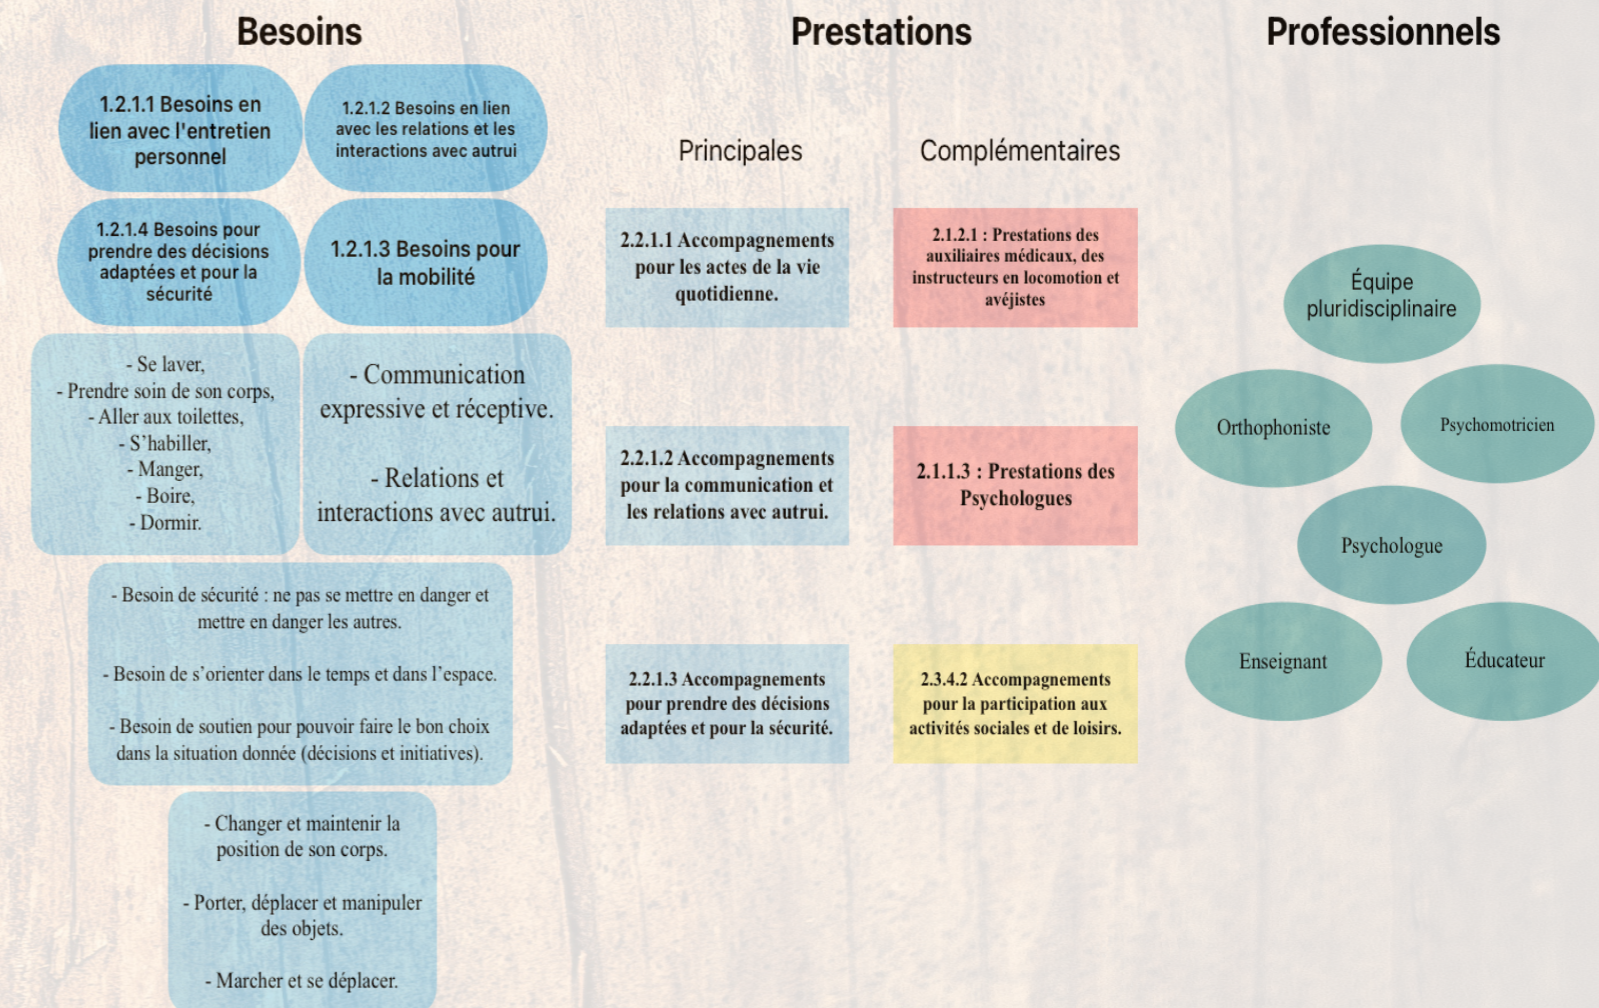 Besoins
1.2.1.1 Besoins en
lien avec l'entretien
personnel
1.2.1.2 Besoins en lien
avec les relations et les
interactions avec autrui
1.2.1.4 Besoins pour
prendre des décisions
adaptées et pour la
sécurité
1.2.1.3 Besoins pour
la mobilité
- Se laver,
- Prendre soin de son corps,
- Aller aux toilettes,
- S’habiller,
- Manger,
- Boire,
- Dormir.
- Communication
expressive et réceptive.
- Relations et
interactions avec autrui.
- Besoin de sécurité : ne pas se mettre en danger et
mettre en danger les autres.
- Besoin de s’orienter dans le temps et dans l’espace.
- Besoin de soutien pour pouvoir faire le bon choix
dans la situation donnée (décisions et initiatives).
- Changer et maintenir la
position de son corps.
- Porter, déplacer et manipuler
des objets.
- Marcher et se déplacer.
Prestations
Principales
2.2.1.1 Accompagnements
pour les actes de la vie
quotidienne.
2.2.1.2 Accompagnements
pour la communication et
les relations avec autrui.
2.2.1.3 Accompagnements
pour prendre des décisions
adaptées et pour la sécurité.
Complémentaires
2.1.2.1 : Prestations des
auxiliaires médicaux, des
instructeurs en locomotion et
avéjistes
2.1.1.3 : Prestations des
Psychologues
2.3.4.2 Accompagnements
pour la participation aux
activités sociales et de loisirs.
Professionnels
Équipe
pluridisciplinaire
Orthophoniste
Psychomotricien
Psychologue
Enseignant
Éducateur